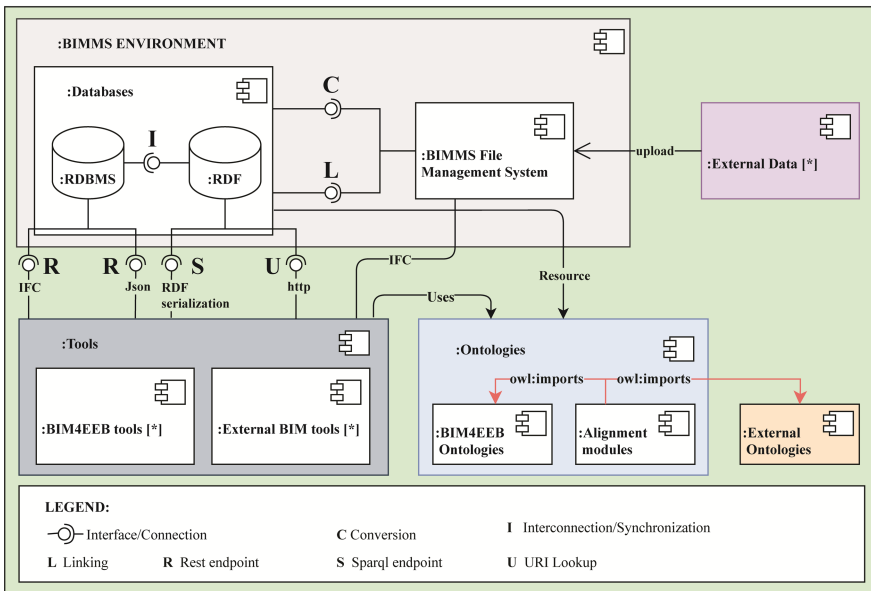 :BIMMS ENVIRONMENT
:Databases
C
I
:RDBMS
:RDF
L
:BIMMS File
Management System
upload
:External Data [*]
R
R
S
U
IFC
IFC
Json
RDF
serialization
http
Resource
Uses
:Tools
:BIM4EEB tools [*]
:External BIM tools [*]
:Ontologies
owl:imports
owl:imports
:BIM4EEB
Ontologies
:Alignment
modules
:External
Ontologies
LEGEND:
Interface/Connection
C Conversion
I Interconnection/Synchronization
L Linking
R Rest endpoint
S Sparql endpoint
U URI Lookup